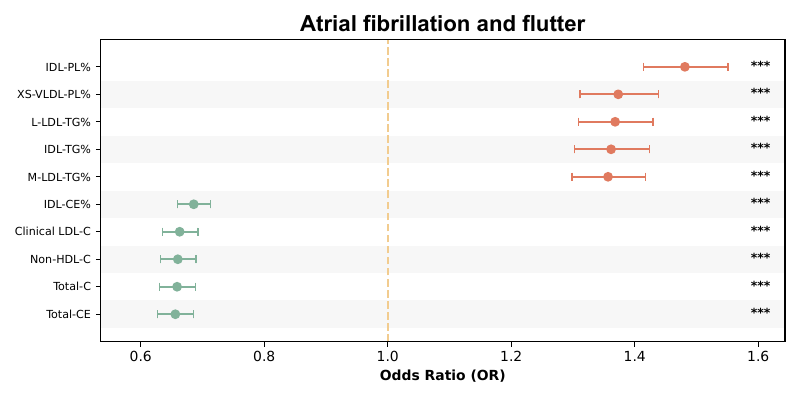 Atrial fibrillation and flutter
IDL-PL% ***
XS-VLDL-PL% ***
L-LDL-TG% ***
IDL-TG% ***
M-LDL-TG% ***
IDL-CE% ***
Clinical LDL-C ***
Non-HDL-C ***
Total-C ***
Total-CE ***
0.6 0.8 1.0 1.2 1.4 1.6
Odds Ratio (OR)